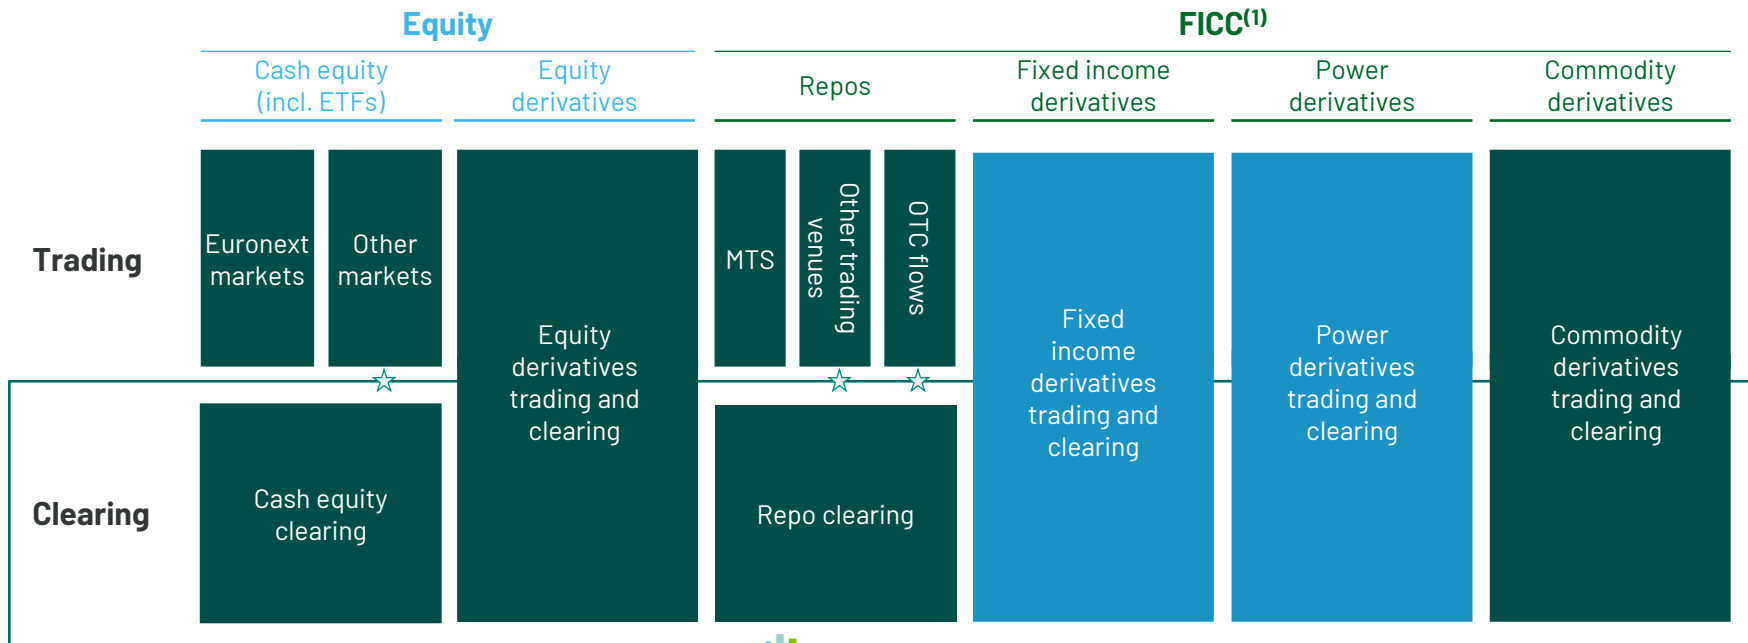 Equity
FICC(1)
Cash equity
(incl. ETFs)
Equity
derivatives
Repos
Fixed income
derivatives
Power
derivatives
Commodity
derivatives
Trading
Euronext
markets
Other
markets
Equity
derivatives
trading and
clearing
MTS
Other trading
venues
OTC flows
Fixed
income
derivatives
trading and
clearing
Power
derivatives
trading and
clearing
Commodity
derivatives
trading and
clearing
Clearing
Cash equity
clearing
Repo clearing